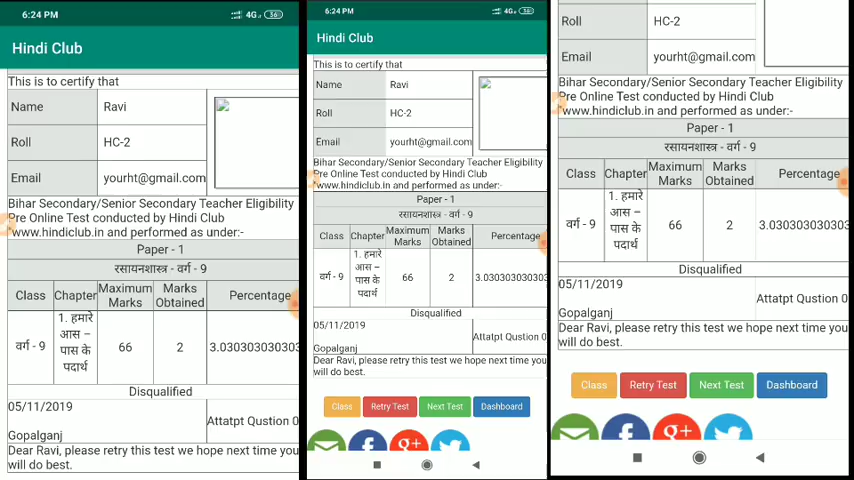 6:24 PM
4G
36
Hindi Club
This is to certify that
Name Ravi
Roll HC-2
Email yourht@gmail.com
Bihar Secondary/Senior Secondary Teacher Eligibility
Pre Online Test conducted by Hindi Club
"www.hindiclub.in and performed as under:-
Paper - 1
रसायनशास्त्र - वर्ग - 9
Class Chapter Maximum Marks Marks Obtained Percentage
वर्ग - 9 1. हमारे आस – पास के पदार्थ 66 2 3.030303030303
Disqualified
05/11/2019
Gopalganj
Attatpt Qustion 0
Dear Ravi, please retry this test we hope next time you
will do best.
6:24 PM
4G
36
Hindi Club
This is to certify that
Name Ravi
Roll HC-2
Email yourht@gmail.com
Bihar Secondary/Senior Secondary Teacher Eligibility
Pre Online Test conducted by Hindi Club
"www.hindiclub.in and performed as under:-
Paper - 1
रसायनशास्त्र - वर्ग - 9
Class Chapter Maximum Marks Marks Obtained Percentage
वर्ग - 9 1. हमारे आस – पास के पदार्थ 66 2 3.030303030303
Disqualified
05/11/2019
Gopalganj
Attatpt Qustion 0
Dear Ravi, please retry this test we hope next time you
will do best.
Class Retry Test Next Test Dashboard
f g+
Roll HC-2
Email yourht@gmail.com
Bihar Secondary/Senior Secondary Teacher Eligibility
Pre Online Test conducted by Hindi Club
"www.hindiclub.in and performed as under:-
Paper - 1
रसायनशास्त्र - वर्ग - 9
Class Chapter Maximum Marks Marks Obtained Percentage
वर्ग - 9 1. हमारे आस – पास के पदार्थ 66 2 3.030303030303
Disqualified
05/11/2019
Gopalganj
Attatpt Qustion 0
Dear Ravi, please retry this test we hope next time you
will do best.
Class Retry Test Next Test Dashboard
f g+